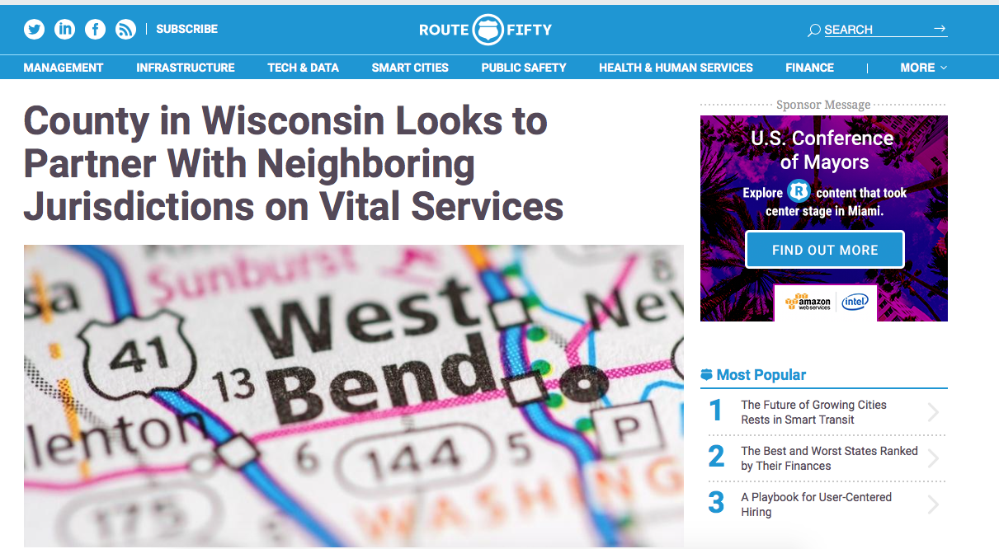 SUBSCRIBE
ROUTE FIFTY
SEARCH
MANAGEMENT INFRASTRUCTURE TECH & DATA SMART CITIES PUBLIC SAFETY HEALTH & HUMAN SERVICES FINANCE | MORE
County in Wisconsin Looks to
Partner With Neighboring
Jurisdictions on Vital Services
Sunburst
West
Bend
41
13
lenton
6
144
5
P
175
WASHING
8
Nev
sa
Sponsor Message
U.S. Conference
of Mayors
Explore R content that took
center stage in Miami.
FIND OUT MORE
amazon
web services
intel
Most Popular
1 The Future of Growing Cities
Rests in Smart Transit
2 The Best and Worst States Ranked
by Their Finances
3 A Playbook for User-Centered
Hiring